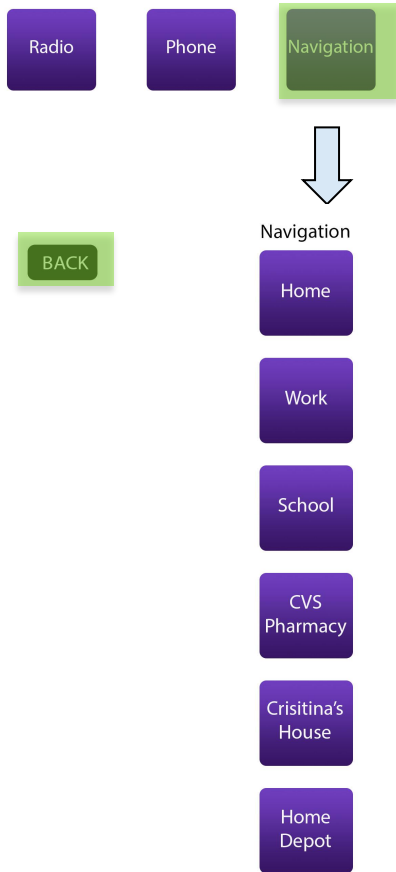 Radio
Phone
Navigation
Navigation
BACK
Home
Work
School
CVS
Pharmacy
Crisitina's
House
Home
Depot